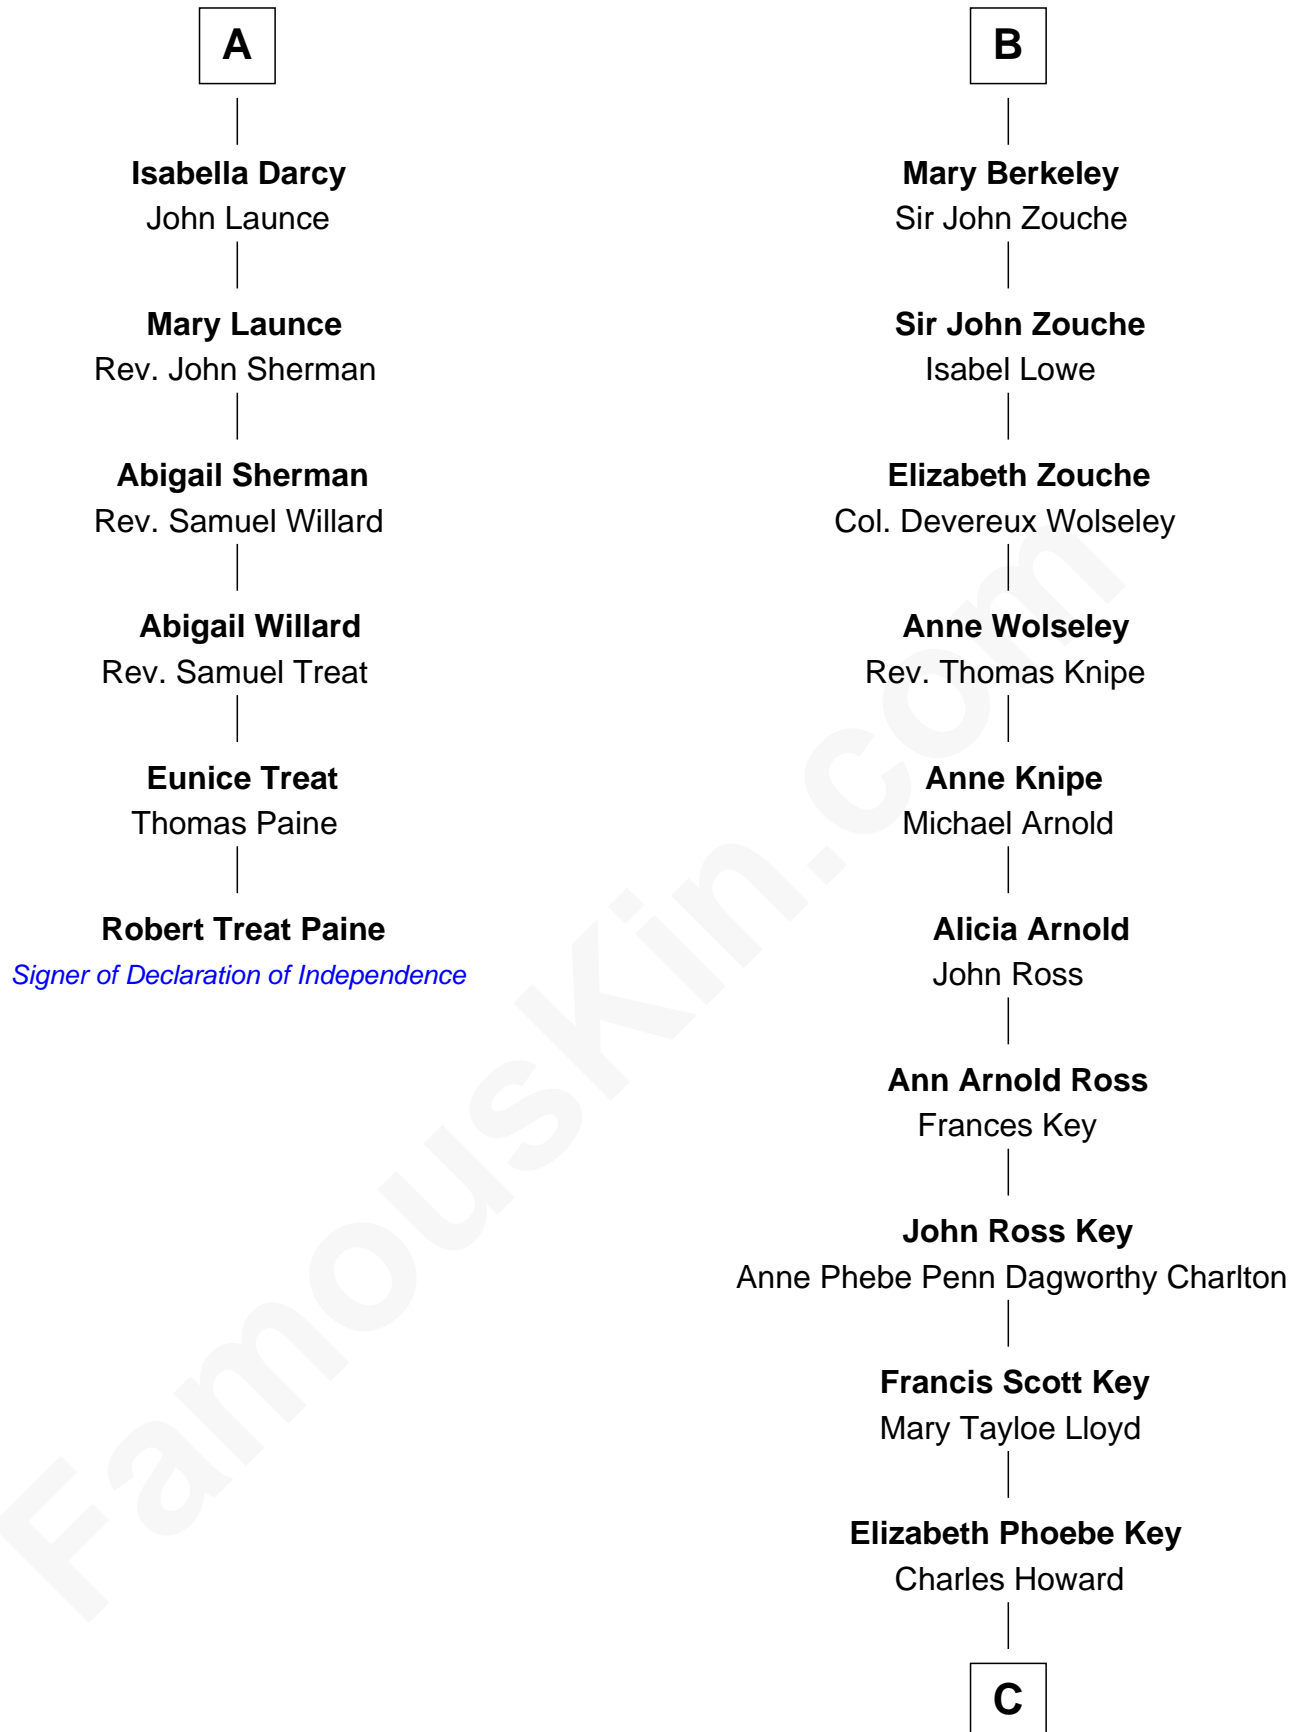 A
Isabella Darcy
John Launce
Mary Launce
Rev. John Sherman
Abigail Sherman
Rev. Samuel Willard
Abigail Willard
Rev. Samuel Treat
Eunice Treat
Thomas Paine
Robert Treat Paine
Signer of Declaration of Independence
B
Mary Berkeley
Sir John Zouche
Sir John Zouche
Isabel Lowe
Elizabeth Zouche
Col. Devereux Wolseley
Anne Wolseley
Rev. Thomas Knipe
Anne Knipe
Michael Arnold
Alicia Arnold
John Ross
Ann Arnold Ross
Frances Key
John Ross Key
Anne Phebe Penn Dagworthy Charlton
Francis Scott Key
Mary Tayloe Lloyd
Elizabeth Phoebe Key
Charles Howard
C
FamousKin.com